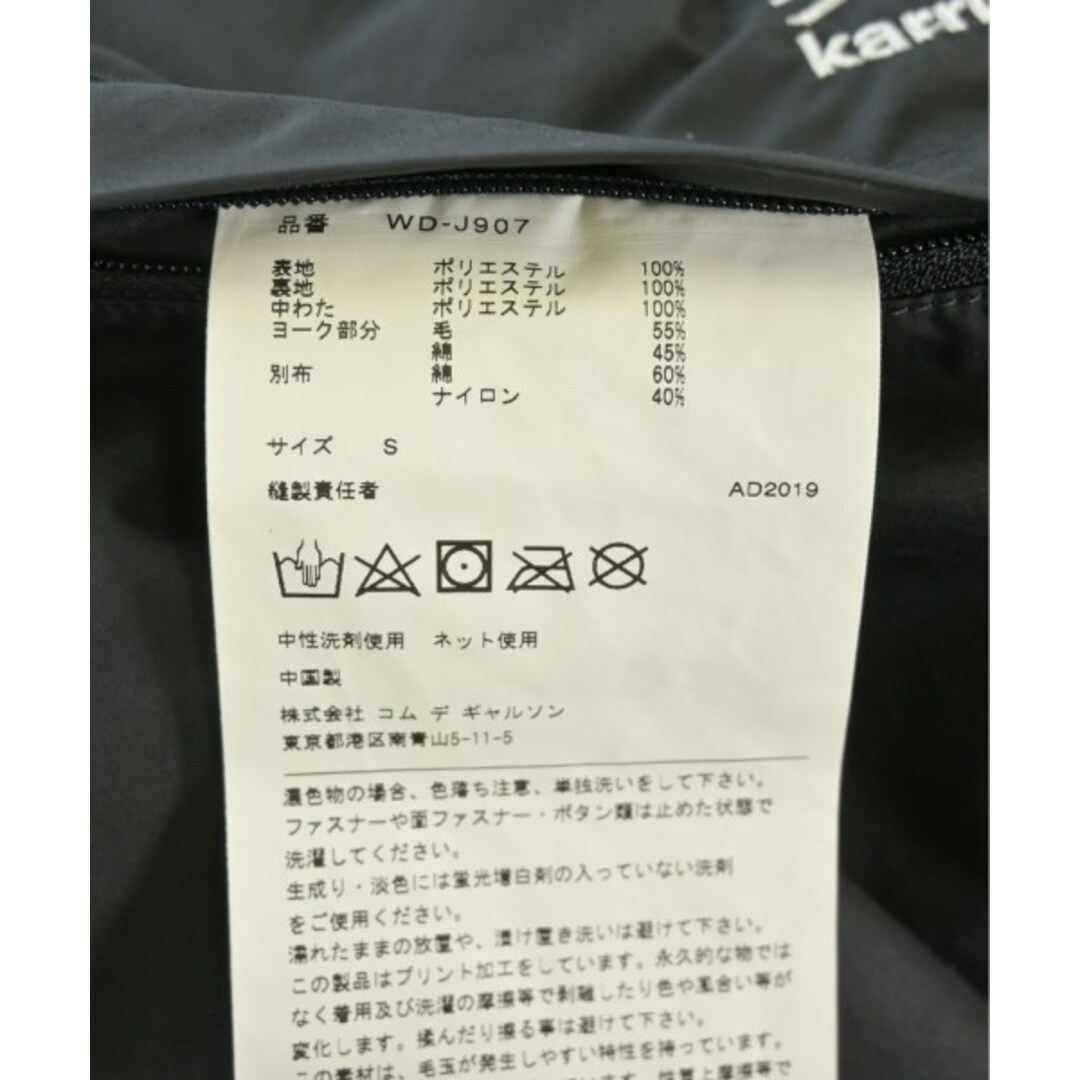 karri
品番 WD-J907
表地 ポリエステル 100%
裏地 ポリエステル 100%
中わた ポリエステル 100%
ヨーク部分 毛 55%
綿 45%
別布 綿 60%
ナイロン 40%
サイズ S
縫製責任者 AD2019
中性洗剤使用 ネット使用
中国製
株式会社 コム デ ギャルソン
東京都港区南青山5-11-5
濃色物の場合、色落ち注意、単独洗いをして下さい。
ファスナーや面ファスナー・ボタン類は止めた状態で
洗濯してください。
生成り・淡色には蛍光増白剤の入っていない洗剤
をご使用ください。
濡れたままの放置や、漬け置き洗いは避けて下さい。
この製品はプリント加工をしています。永久的な物では
なく着用及び洗濯の摩擦等で剥離したり色や風合い等が
変化します。揉んだり擦る事は避けて下さい。
この素材は、毛玉が発生しやすい特性を持っています。
ています。性質上摩擦等で